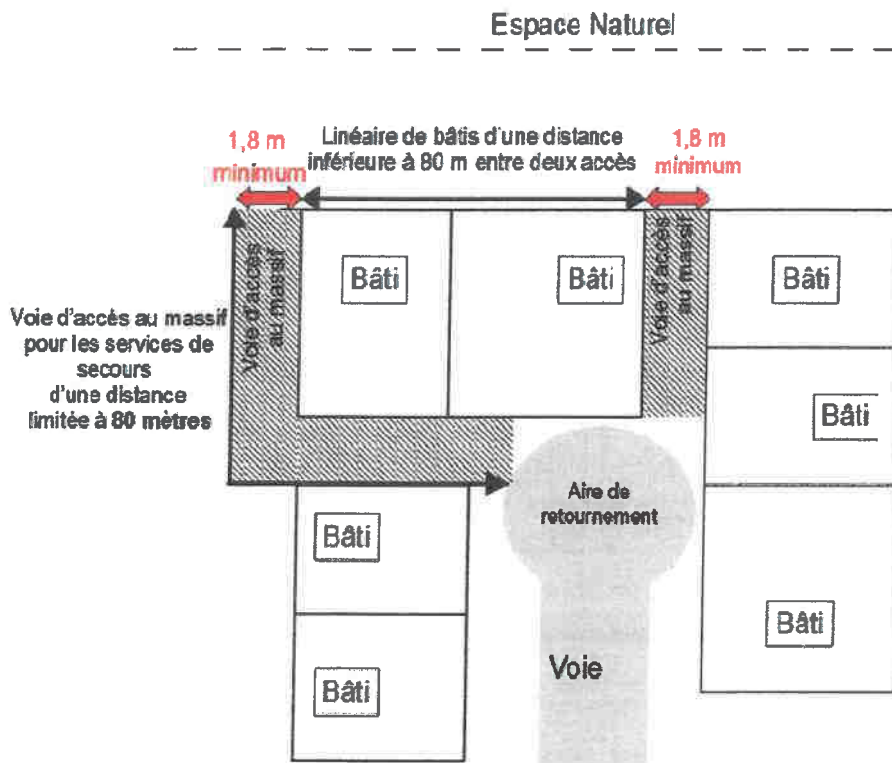 Espace Naturel
1,8 m
minimum
Linéaire de bâtis d'une distance
inférieure à 80 m entre deux accès
1,8 m
minimum
Voie d'accès
au massif
Bâti
Bâti
Voie d'accès
au massif
Bâti
Voie d'accès au massif
pour les services de
secours
d'une distance
limitée à 80 mètres
Bâti
Aire de
retournement
Bâti
Bâti
Voie
Bâti